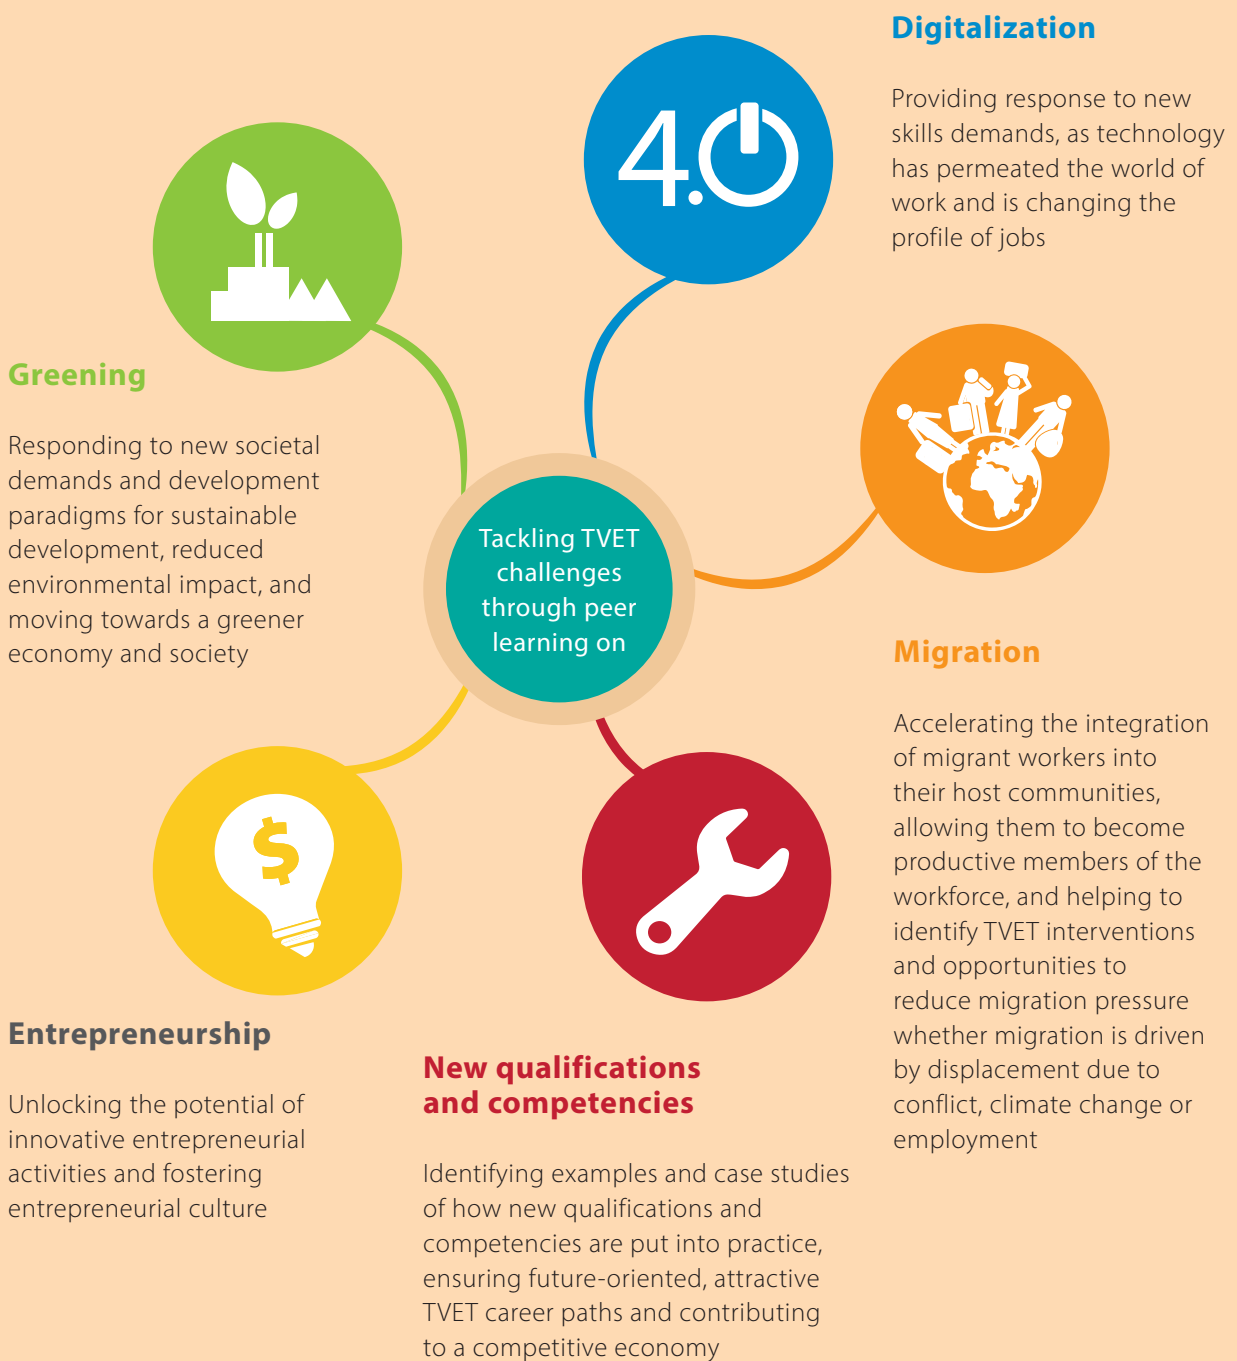 Digitalization
Providing response to new
skills demands, as technology
has permeated the world of
work and is changing the
profile of jobs
4.0
Greening
Responding to new societal
demands and development
paradigms for sustainable
development, reduced
environmental impact, and
moving towards a greener
economy and society
Tackling TVET
challenges
through peer
learning on
Migration
Accelerating the integration
of migrant workers into
their host communities,
allowing them to become
productive members of the
workforce, and helping to
identify TVET interventions
and opportunities to
reduce migration pressure
whether migration is driven
by displacement due to
conflict, climate change or
employment
$
Entrepreneurship
Unlocking the potential of
innovative entrepreneurial
activities and fostering
entrepreneurial culture
New qualifications
and competencies
Identifying examples and case studies
of how new qualifications and
competencies are put into practice,
ensuring future-oriented, attractive
TVET career paths and contributing
to a competitive economy